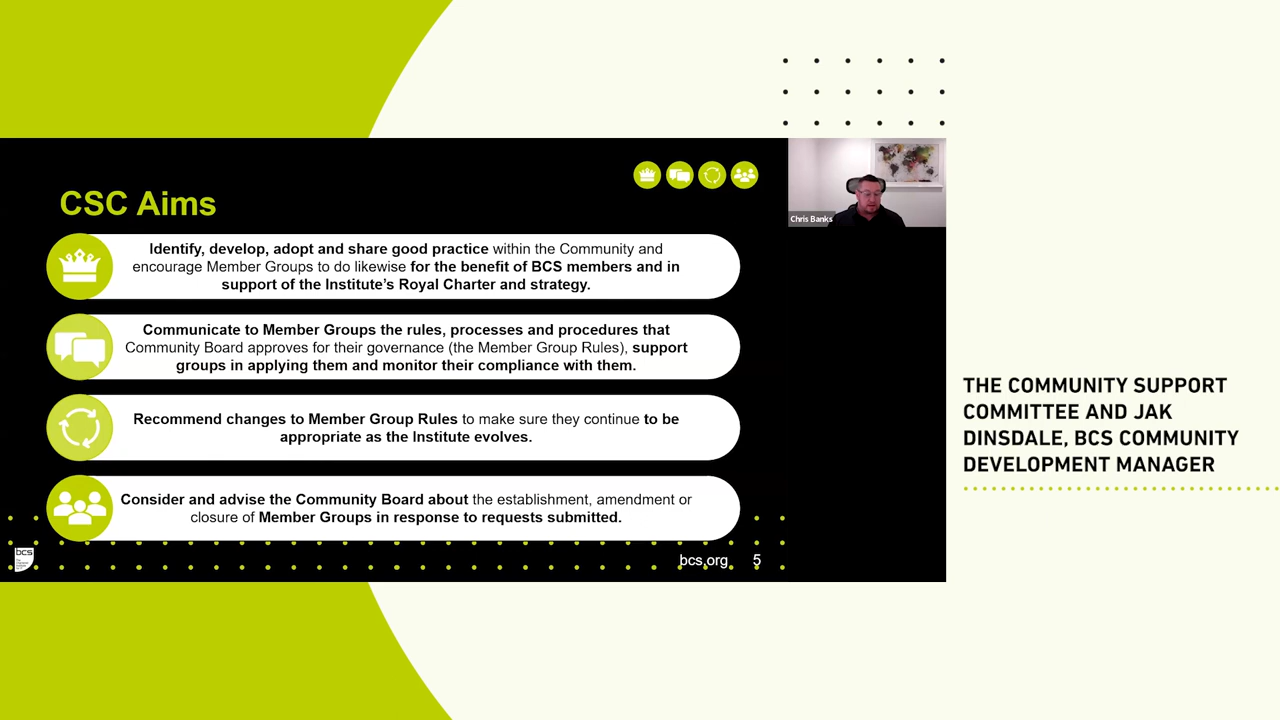 CSC Aims
Identify, develop, adopt and share good practice within the Community and
encourage Member Groups to do likewise for the benefit of BCS members and in
support of the Institute's Royal Charter and strategy.
Communicate to Member Groups the rules, processes and procedures that
Community Board approves for their governance (the Member Group Rules), support
groups in applying them and monitor their compliance with them.
Recommend changes to Member Group Rules to make sure they continue to be
appropriate as the Institute evolves.
Consider and advise the Community Board about the establishment, amendment or
closure of Member Groups in response to requests submitted.
bcs
bcs.org
5
Chris Banks
THE COMMUNITY SUPPORT
COMMITTEE AND JAK
DINSDALE, BCS COMMUNITY
DEVELOPMENT MANAGER